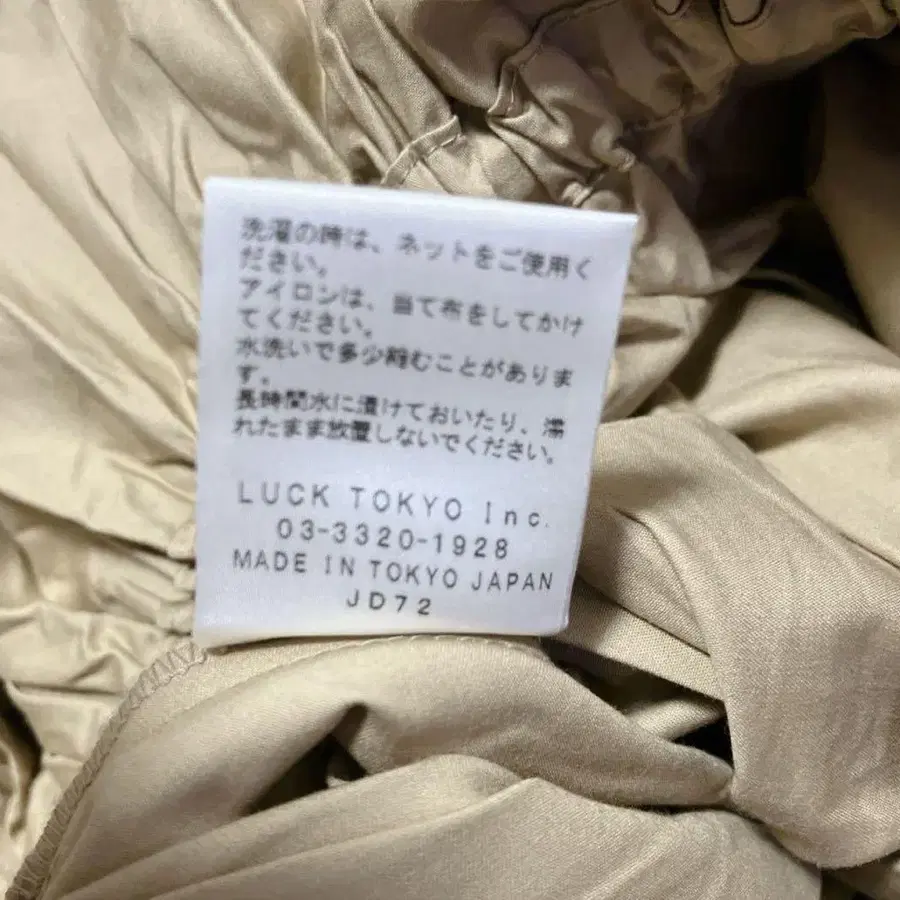 洗濯の時は、ネットをご使用く
ださい。
アイロンは、当て布をしてかけ
てください。
水洗いで多少縮むことがありま
す。
長時間水に漬けておいたり、濡
れたまま放置しないでください。
LUCK TOKYO Inc.
03-3320-1928
MADE IN TOKYO JAPAN
JD72